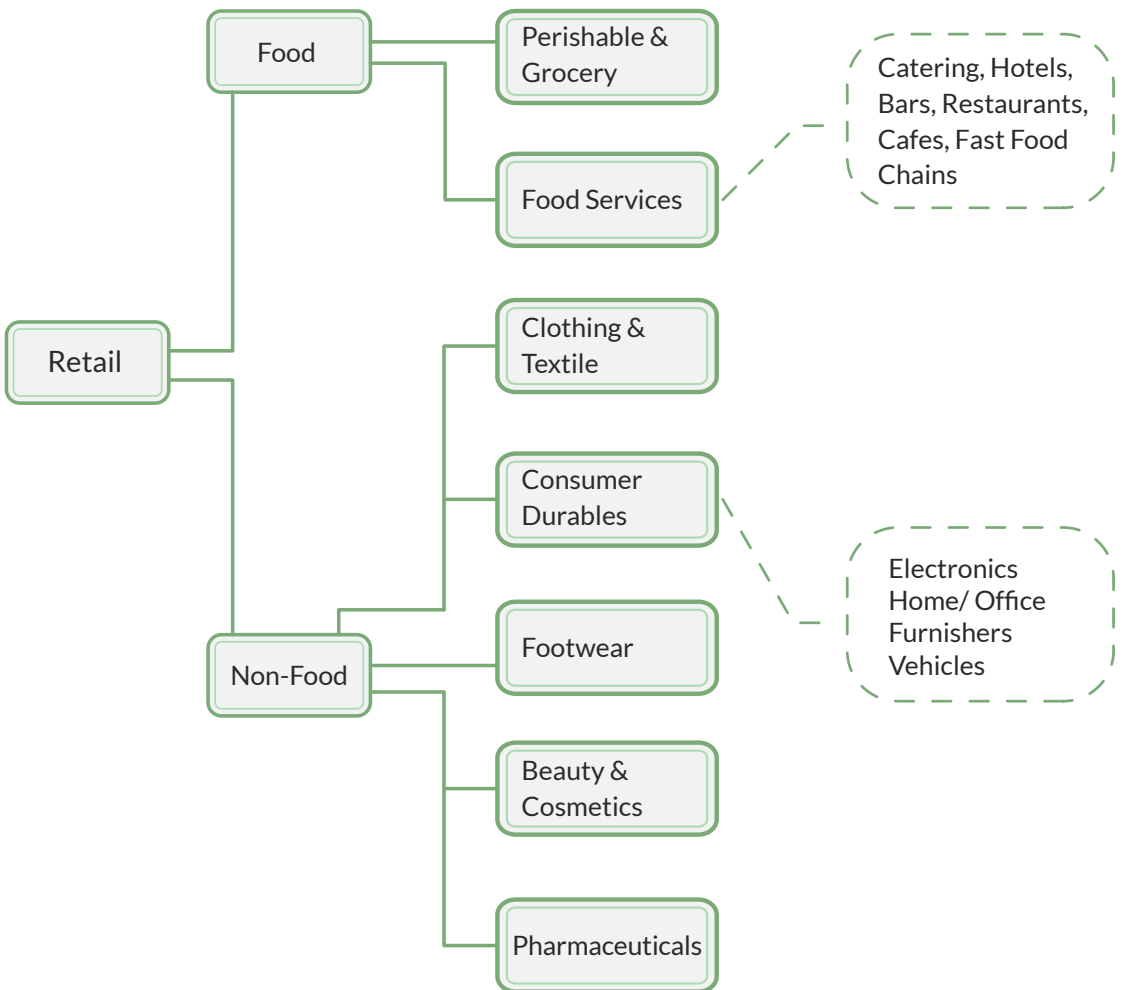 Food
Perishable &
Grocery
Catering, Hotels,
Bars, Restaurants,
Cafes, Fast Food
Chains
Food Services
Retail
Clothing &
Textile
Consumer
Durables
Electronics
Home/ Office
Furnishers
Vehicles
Non-Food
Footwear
Beauty &
Cosmetics
Pharmaceuticals